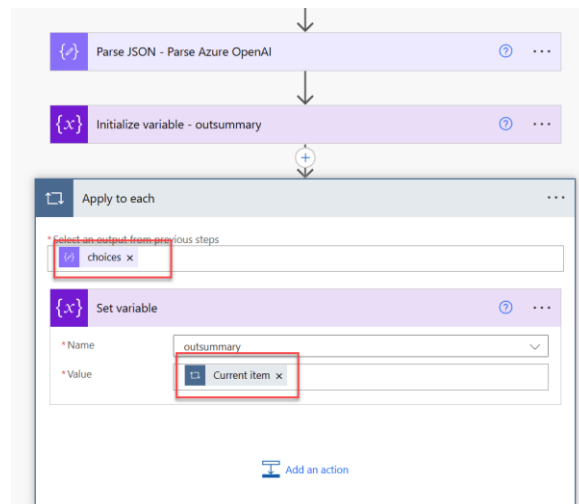 Parse JSON - Parse Azure OpenAI
{x} Initialize variable - outsummary
Apply to each
* Select an output from previous steps
choices ×
{x} Set variable
* Name
outsummary
* Value
Current item ×
Add an action